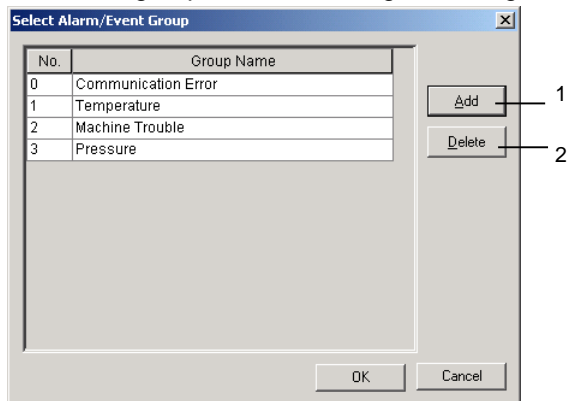 Select Alarm/Event Group
No. Group Name
0 Communication Error
1 Temperature
2 Machine Trouble
3 Pressure
Add 1
Delete 2
OK Cancel